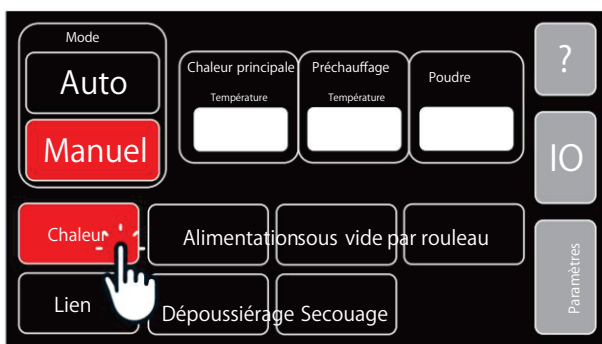 Mode
Auto
Manuel
Chaleur principale
Température
Préchauffage
Température
Poudre
?
IO
Chaleur
Alimentationsous vide par rouleau
Lien
Dépoussiérage Secouage
Paramètres